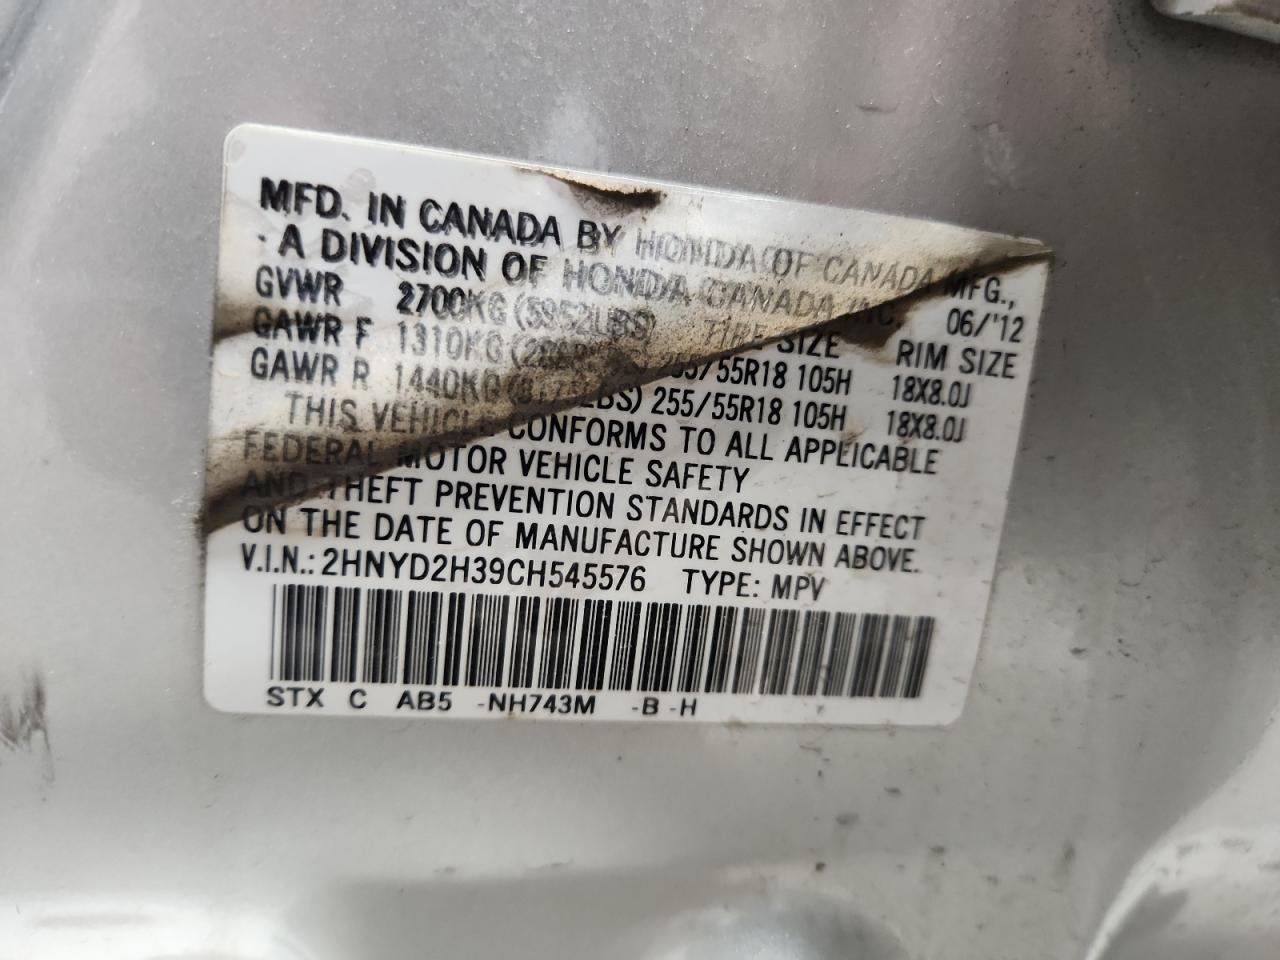 MFD. IN CANADA BY HONDA OF CANADA MFG.,
· A DIVISION OF HONDA CANADA INC. 06/'12
GVWR 2700KG (5952LBS) TIRE SIZE RIM SIZE
GAWR F 1310KG 255/55R18 105H 18X8.0J
GAWR R 1440KG (3175LBS) 255/55R18 105H 18X8.0J
THIS VEHICLE CONFORMS TO ALL APPLICABLE
FEDERAL MOTOR VEHICLE SAFETY
AND THEFT PREVENTION STANDARDS IN EFFECT
ON THE DATE OF MANUFACTURE SHOWN ABOVE.
V.I.N.: 2HNYD2H39CH545576 TYPE: MPV
STX C AB5 -NH743M -B -H